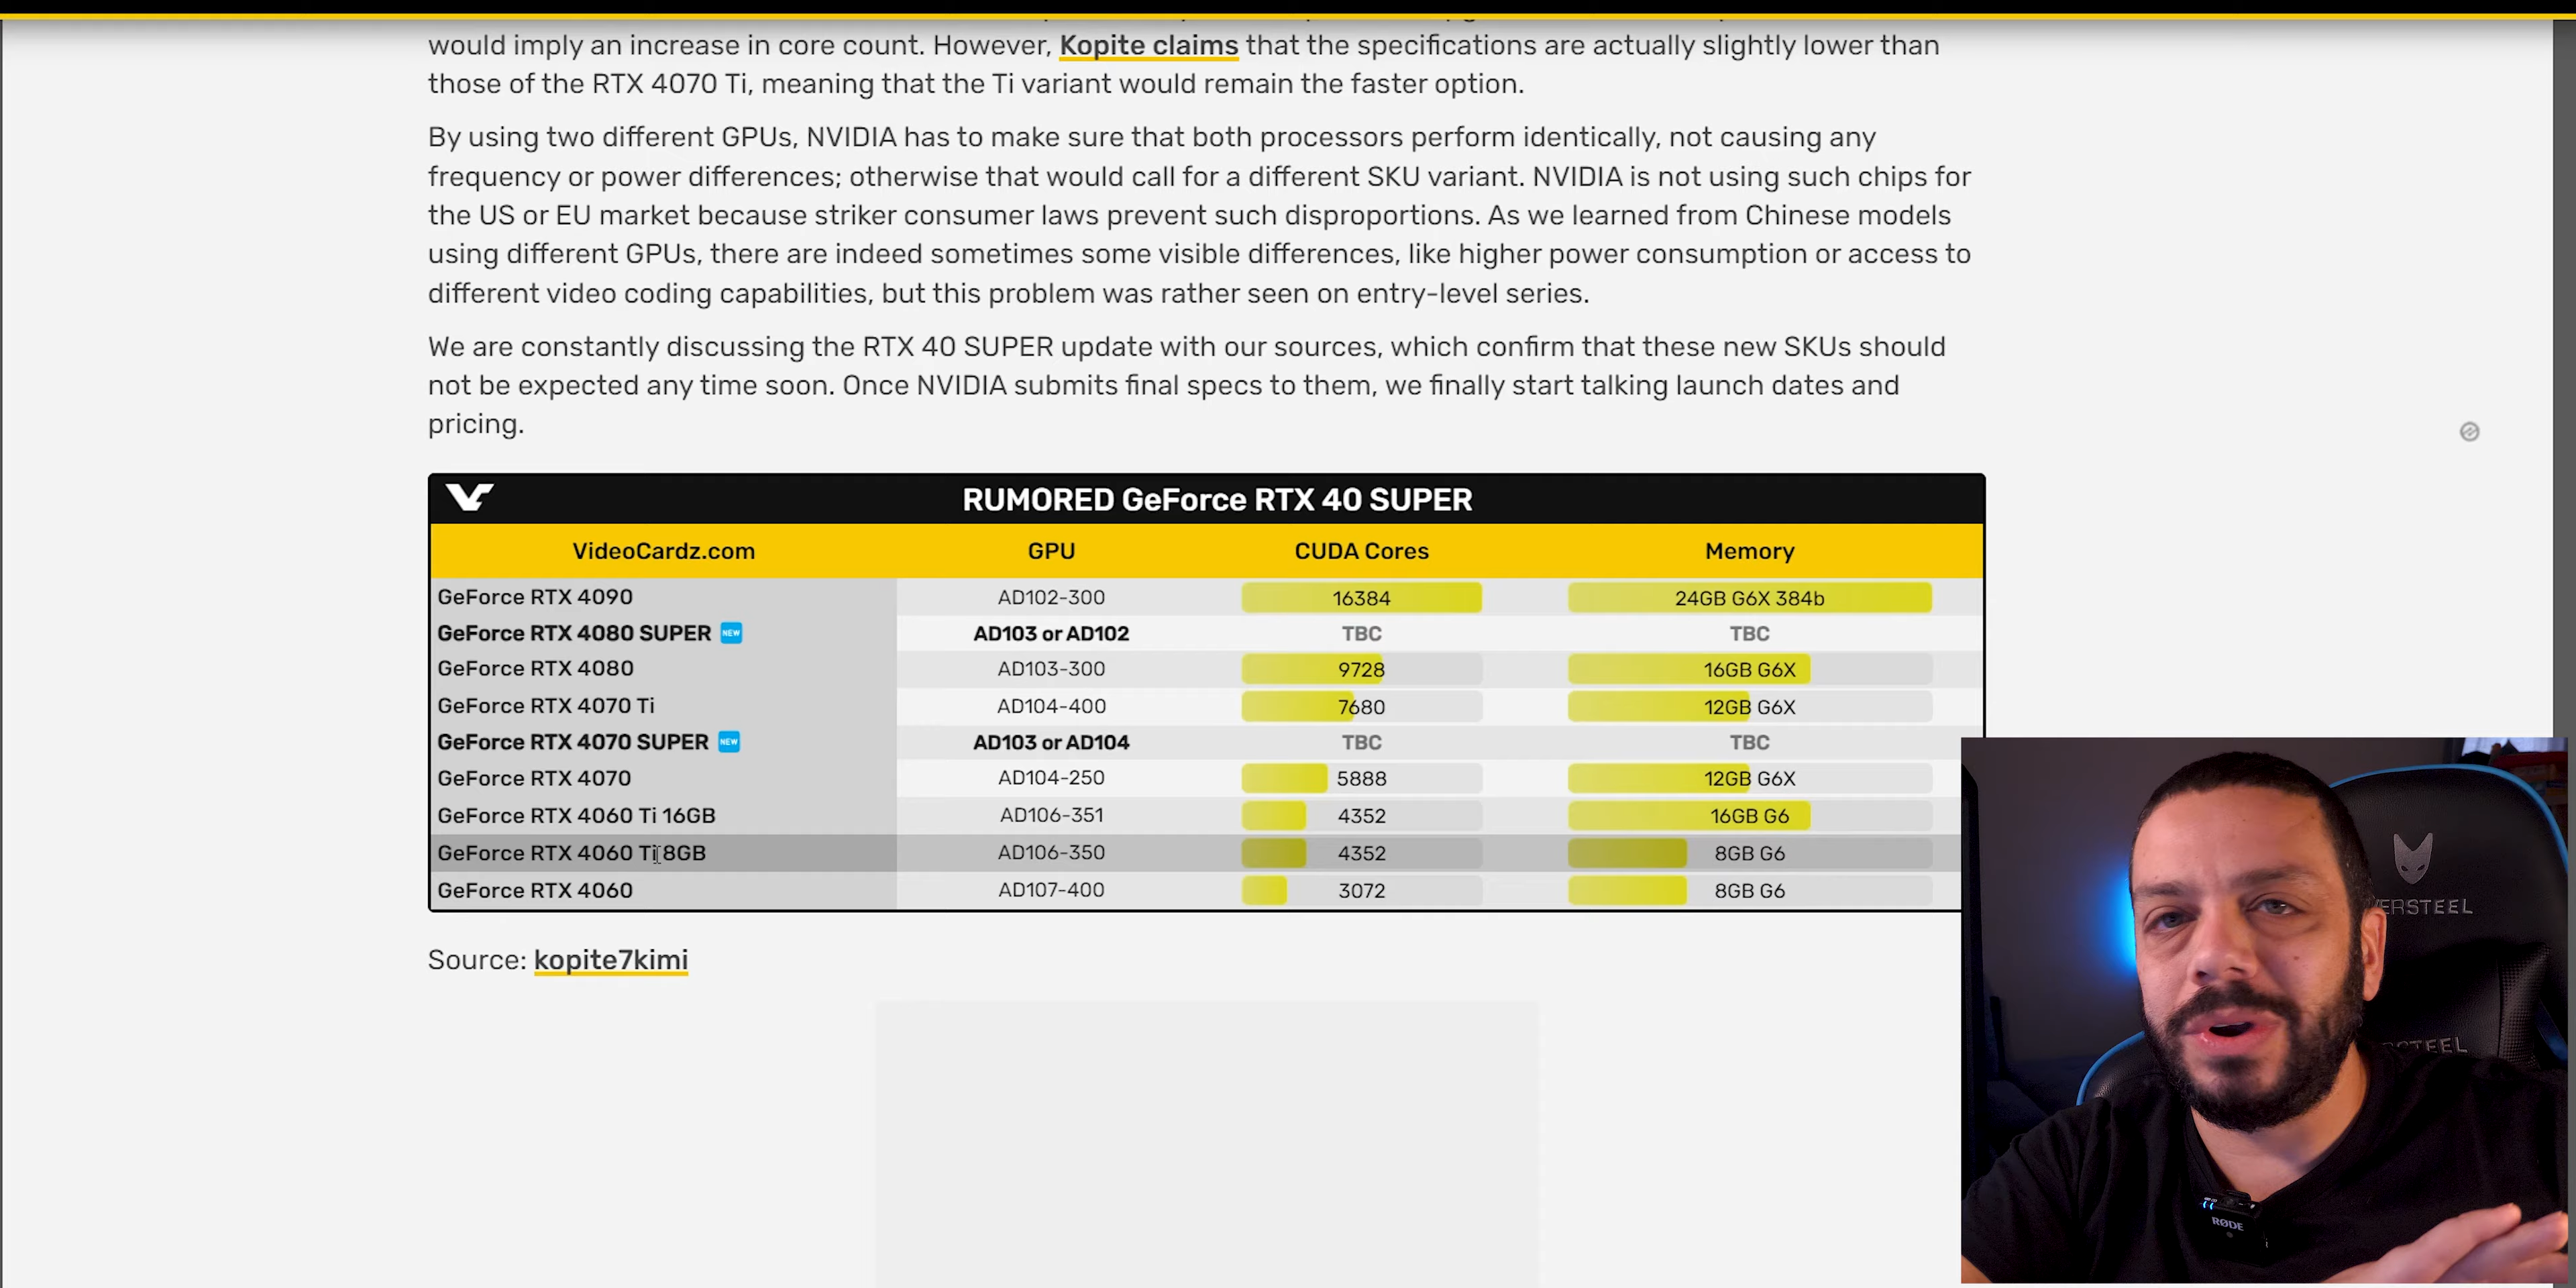 would imply an increase in core count. However, Kopite claims that the specifications are actually slightly lower than
those of the RTX 4070 Ti, meaning that the Ti variant would remain the faster option.
By using two different GPUs, NVIDIA has to make sure that both processors perform identically, not causing any
frequency or power differences; otherwise that would call for a different SKU variant. NVIDIA is not using such chips for
the US or EU market because striker consumer laws prevent such disproportions. As we learned from Chinese models
using different GPUs, there are indeed sometimes some visible differences, like higher power consumption or access to
different video coding capabilities, but this problem was rather seen on entry-level series.
We are constantly discussing the RTX 40 SUPER update with our sources, which confirm that these new SKUs should
not be expected any time soon. Once NVIDIA submits final specs to them, we finally start talking launch dates and
pricing.
RUMORED GeForce RTX 40 SUPER
VideoCardz.com GPU CUDA Cores Memory
GeForce RTX 4090 AD102-300 16384 24GB G6X 384b
GeForce RTX 4080 SUPER NEW AD103 or AD102 TBC TBC
GeForce RTX 4080 AD103-300 9728 16GB G6X
GeForce RTX 4070 Ti AD104-400 7680 12GB G6X
GeForce RTX 4070 SUPER NEW AD103 or AD104 TBC TBC
GeForce RTX 4070 AD104-250 5888 12GB G6X
GeForce RTX 4060 Ti 16GB AD106-351 4352 16GB G6
GeForce RTX 4060 Ti 8GB AD106-350 4352 8GB G6
GeForce RTX 4060 AD107-400 3072 8GB G6
Source: kopite7kimi
ERSTEEL
RSTEEL
RØDE